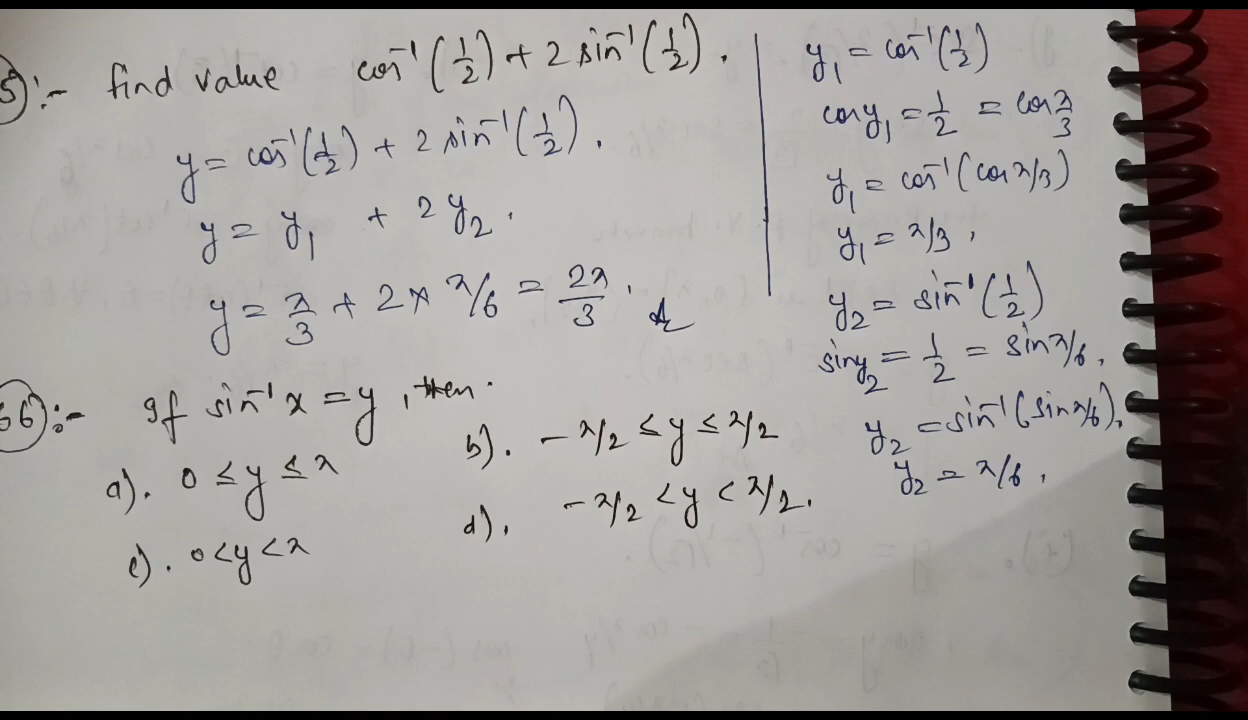 5):- find value cos⁻¹(1/2) + 2 sin⁻¹(1/2).
y = cos⁻¹(1/2) + 2 sin⁻¹(1/2).
y = y₁ + 2y₂.
y = π/3 + 2 × π/6 = 2π/3.
y₁ = cos⁻¹(1/2)
cos y₁ = 1/2 = cos π/3
y₁ = cos⁻¹(cos π/3)
y₁ = π/3,
y₂ = sin⁻¹(1/2)
sin y₂ = 1/2 = sin π/6,
y₂ = sin⁻¹(sin π/6),
y₂ = π/6,
66):- If sin⁻¹ x = y, then.
a). 0 ≤ y ≤ π b). -π/2 ≤ y ≤ π/2
c). 0 < y < π d). -π/2 < y < π/2.